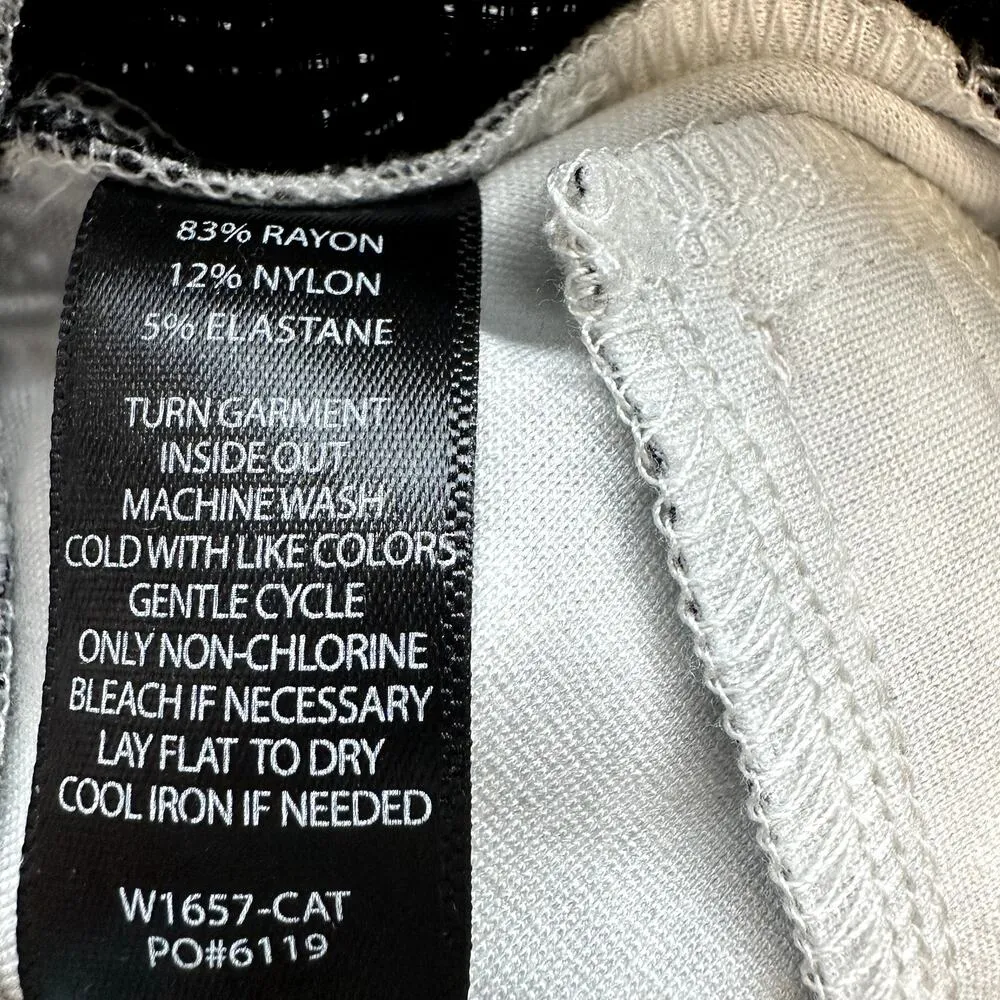 83% RAYON
12% NYLON
5% ELASTANE
TURN GARMENT
INSIDE OUT
MACHINE WASH
COLD WITH LIKE COLORS
GENTLE CYCLE
ONLY NON-CHLORINE
BLEACH IF NECESSARY
LAY FLAT TO DRY
COOL IRON IF NEEDED
W1657-CAT
PO#6119